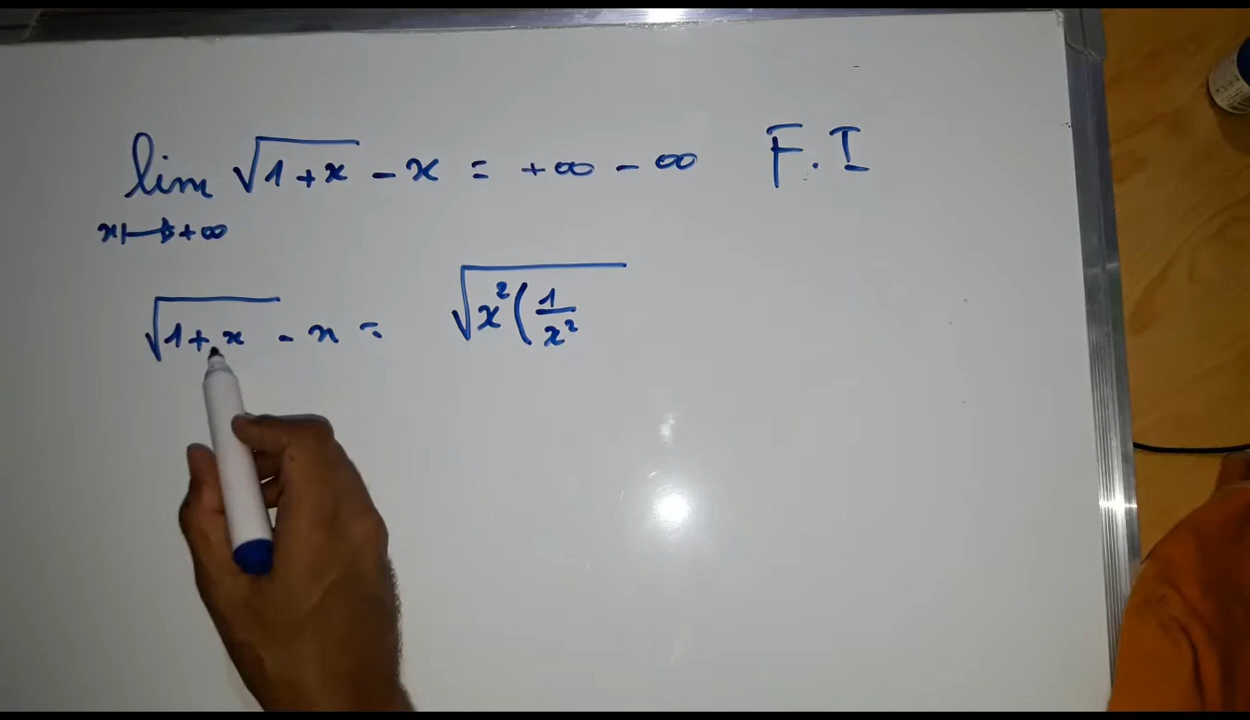 lim √(1+x) - x = +∞ - ∞ F.I
x↦+∞
√(1+x) - x = √(x²(1/x²